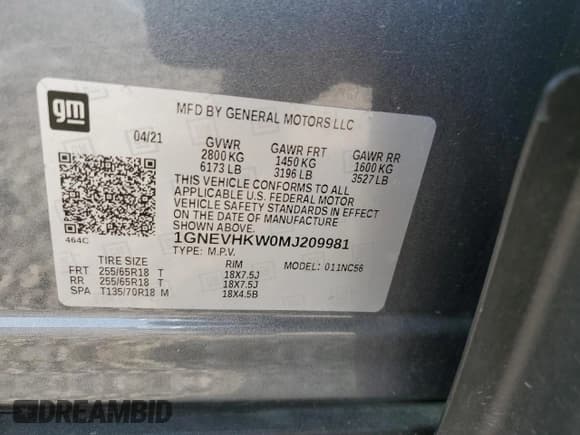 gm
MFD BY GENERAL MOTORS LLC
04/21 GVWR GAWR FRT GAWR RR
2800 KG 1450 KG 1600 KG
6173 LB 3196 LB 3527 LB
THIS VEHICLE CONFORMS TO ALL
APPLICABLE U.S. FEDERAL MOTOR
VEHICLE SAFETY STANDARDS IN EFFECT
ON THE DATE OF MANUFACTURE
SHOWN ABOVE.
464C
1GNEVHKW0MJ209981
TYPE: M.P.V. MODEL: 011NC56
TIRE SIZE RIM
FRT 255/65R18 T 18X7.5J
RR 255/65R18 T 18X7.5J
SPA T135/70R18 M 18X4.5B
DREAMBID